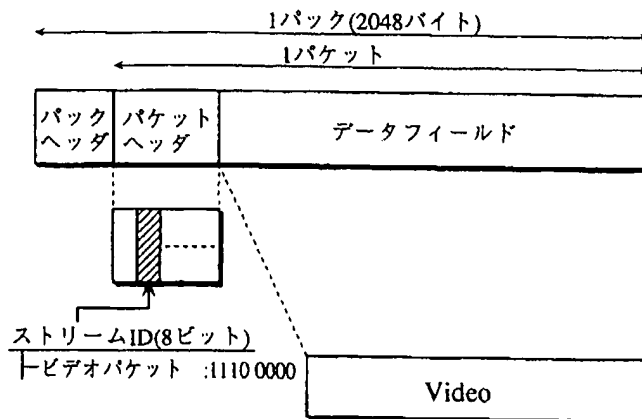 1パック(2048バイト)
1パケット
パック
ヘッダ
パケット
ヘッダ
データフィールド
ストリームID(8ビット)
ビデオパケット :1110 0000
Video